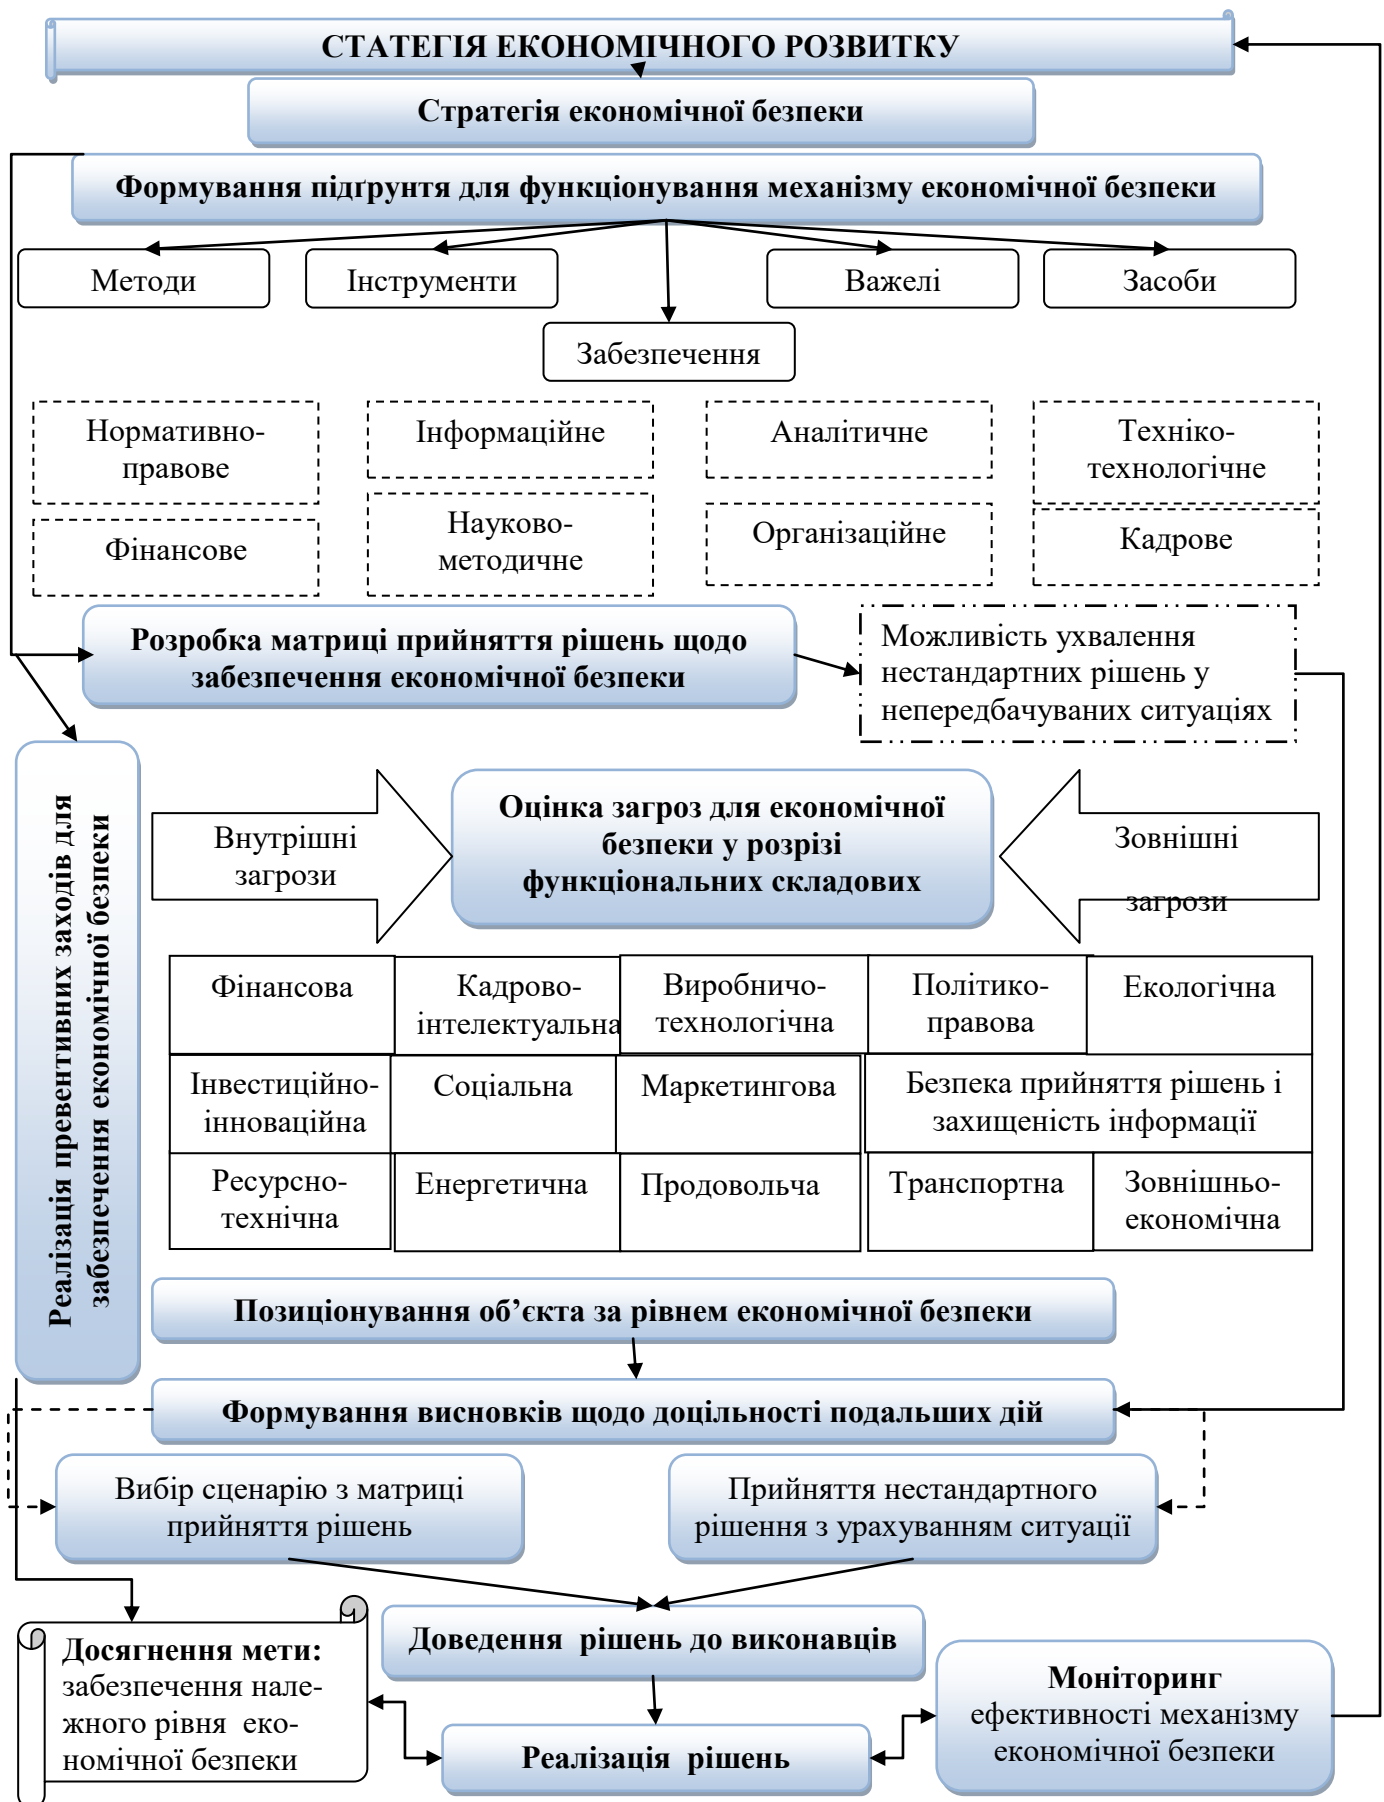 СТАТЕГІЯ ЕКОНОМІЧНОГО РОЗВИТКУ
Стратегія економічної безпеки
Формування підґрунтя для функціонування механізму економічної безпеки
Методи
Інструменти
Важелі
Засоби
Забезпечення
Нормативно-
правове
Інформаційне
Аналітичне
Техніко-
технологічне
Фінансове
Науково-
методичне
Організаційне
Кадрове
Розробка матриці прийняття рішень щодо
забезпечення економічної безпеки
Можливість ухвалення
нестандартних рішень у
непередбачуваних ситуаціях
Реалізація превентивних заходів для
забезпечення економічної безпеки
Внутрішні
загрози
Оцінка загроз для економічної
безпеки у розрізі
функціональних складових
Зовнішні
загрози
Фінансова
Кадрово-
інтелектуальна
Виробничо-
технологічна
Політико-
правова
Екологічна
Інвестиційно-
інноваційна
Соціальна
Маркетингова
Безпека прийняття рішень і
захищеність інформації
Ресурсно-
технічна
Енергетична
Продовольча
Транспортна
Зовнішньо-
економічна
Позиціонування об’єкта за рівнем економічної безпеки
Формування висновків щодо доцільності подальших дій
Вибір сценарію з матриці
прийняття рішень
Прийняття нестандартного
рішення з урахуванням ситуації
Доведення рішень до виконавців
Досягнення мети:
забезпечення нале-
жного рівня еко-
номічної безпеки
Реалізація рішень
Моніторинг
ефективності механізму
економічної безпеки